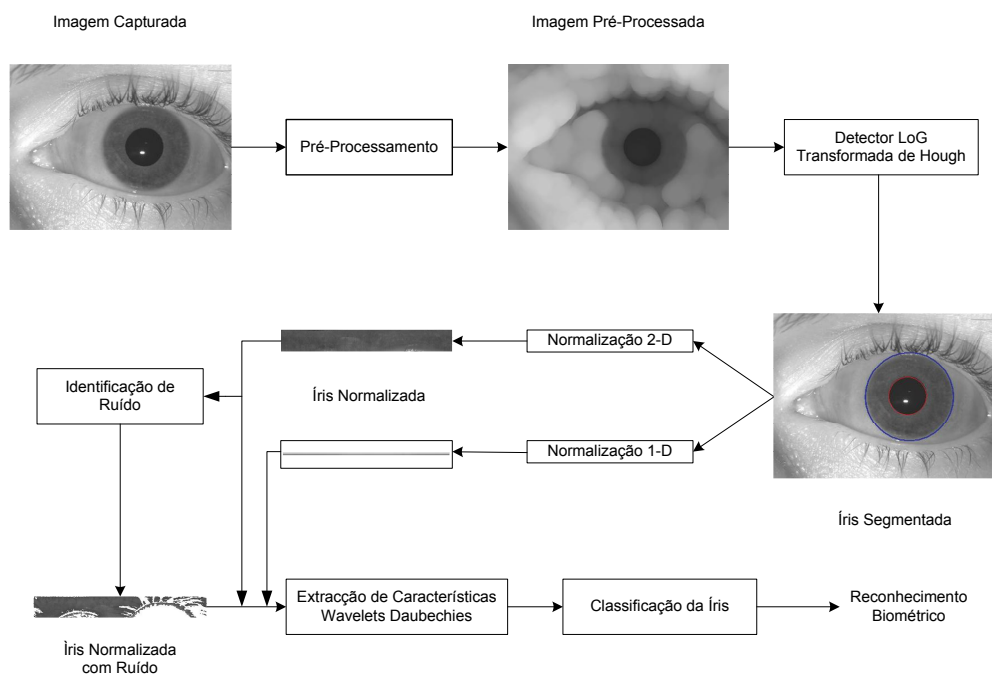 Imagem Capturada
Imagem Pré-Processada
Pré-Processamento
Detector LoG
Transformada de Hough
Normalização 2-D
Identificação de
Ruído
Íris Normalizada
Normalização 1-D
Íris Segmentada
Extracção de Características
Wavelets Daubechies
Classificação da Íris
Reconhecimento
Biométrico
Ìris Normalizada
com Ruído